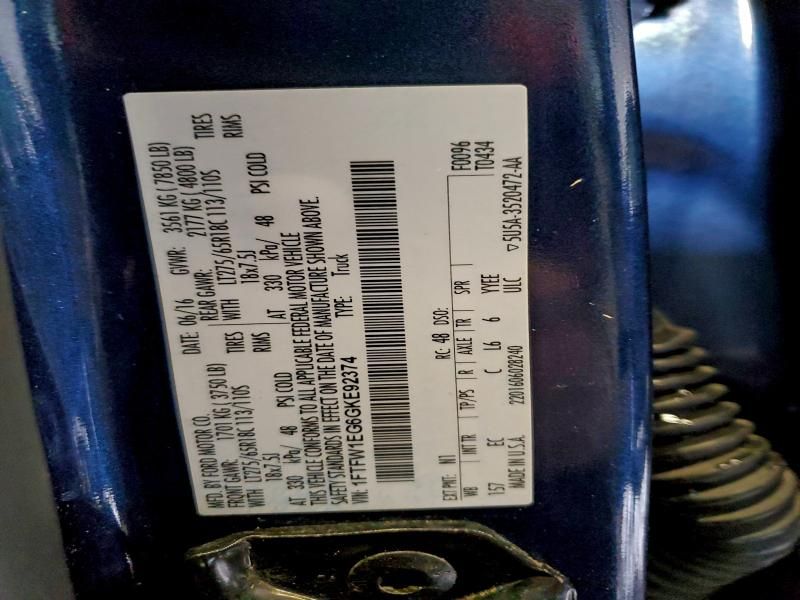 MFD. BY FORD MOTOR CO. DATE: 06/16 GVWR: 3561 KG ( 7850 LB)
FRONT GAWR: 1701 KG ( 3750 LB) REAR GAWR: 2177 KG ( 4800 LB)
WITH LT275/65R18C 113/110S TIRES WITH LT275/65R18C 113/110S TIRES
18x7.5J RIMS 18x7.5J RIMS
AT 330 kPa/ 48 PSI COLD AT 330 kPa/ 48 PSI COLD
THIS VEHICLE CONFORMS TO ALL APPLICABLE FEDERAL MOTOR VEHICLE
SAFETY STANDARDS IN EFFECT ON THE DATE OF MANUFACTURE SHOWN ABOVE.
VIN: 1FTFW1EG6GKE92374 TYPE: Truck
F0096
EXT PNT: N1 RC: 48 DSO: T0434
WB INT TR TP/PS R AXLE TR SPR
157 EC C L6 6 YYEE
MADE IN U.S.A. 2201606028240 ULC ▽5U5A-3520472-AA